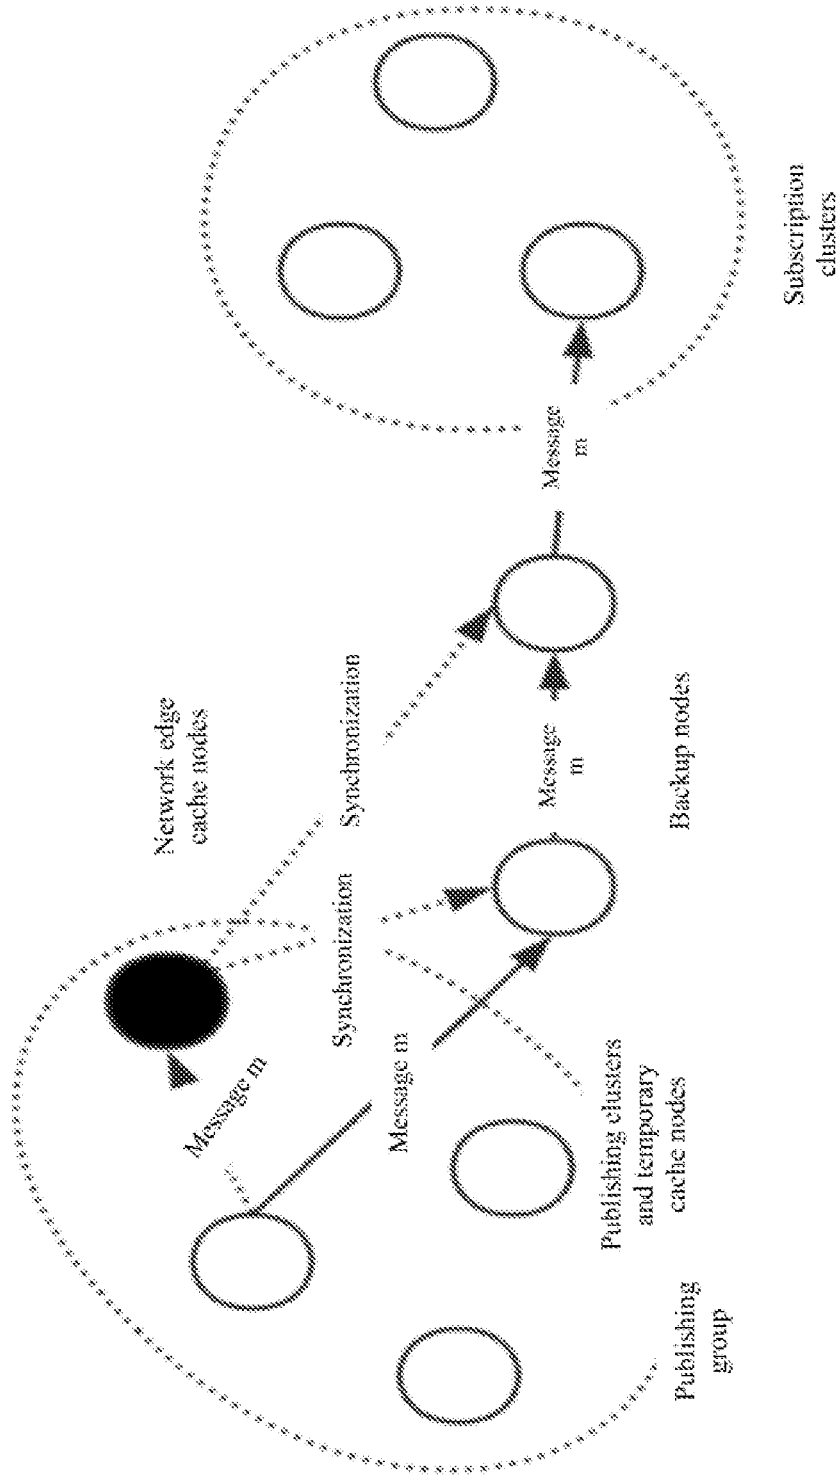 Network edge
cache nodes
Message m
Synchronization
Synchronization
Message m
Message
m
Message
m
Publishing clusters
and temporary
cache nodes
Publishing
group
Backup nodes
Subscription
clusters